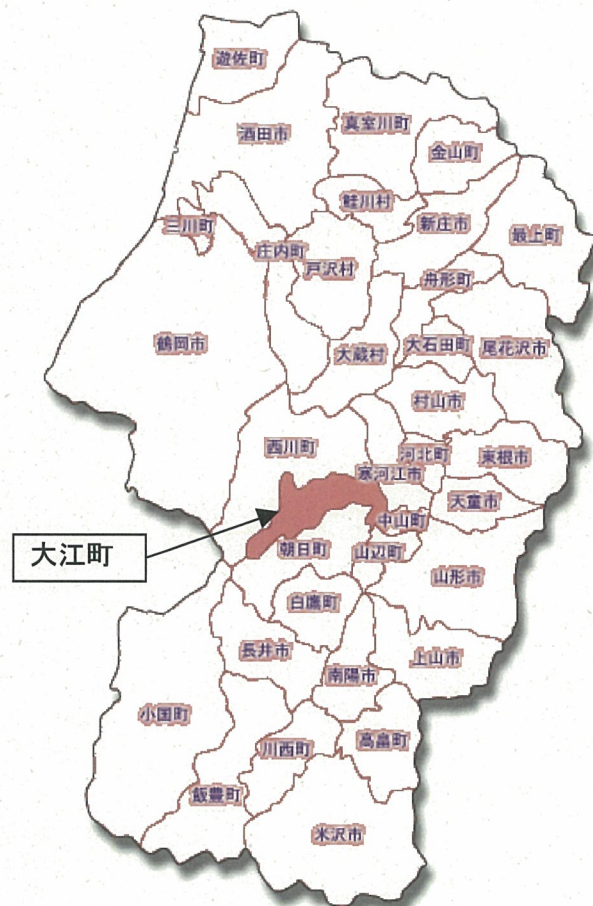 遊佐町
酒田市
真室川町
金山町
鮭川村
三川町
新庄市
最上町
庄内町
戸沢村
舟形町
鶴岡市
大蔵村
大石田町
尾花沢市
村山市
西川町
河北町
東根市
寒河江市
天童市
中山町
大江町
朝日町
山辺町
山形市
白鷹町
長井市
上山市
南陽市
小国町
川西町
高畠町
飯豊町
米沢市